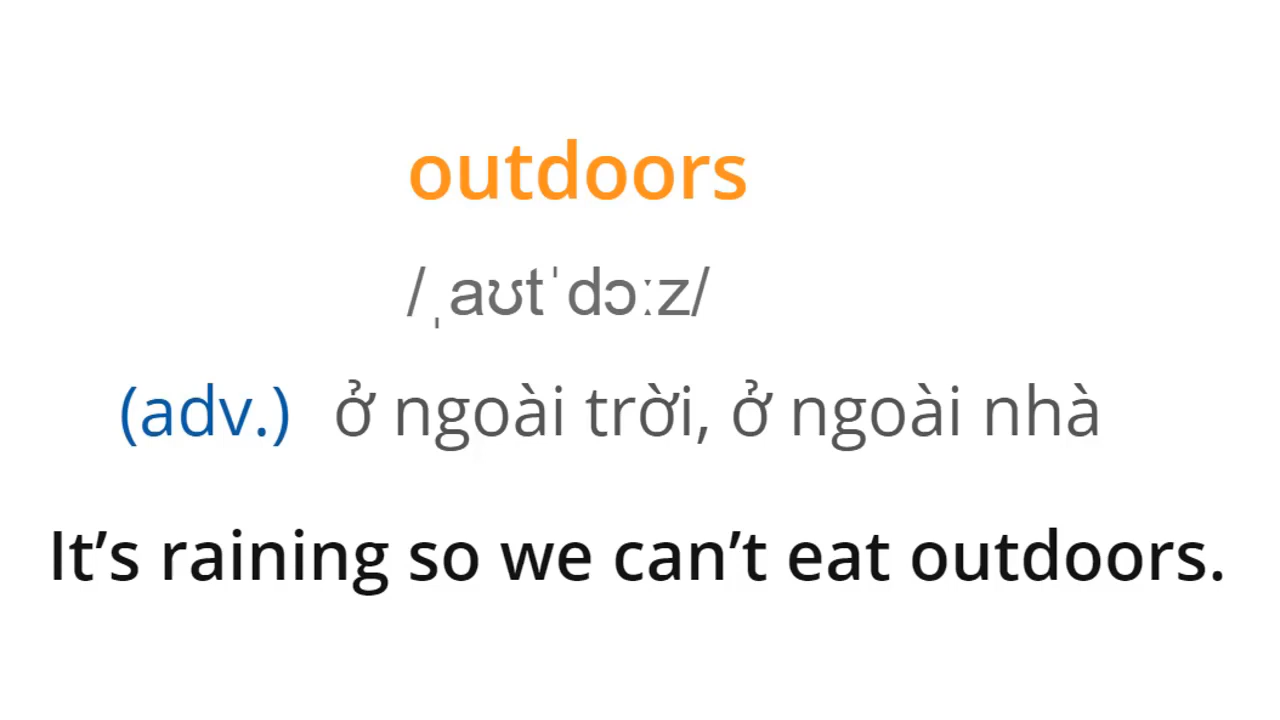 outdoors
/ˌaʊtˈdɔːz/
(adv.) ở ngoài trời, ở ngoài nhà
It’s raining so we can’t eat outdoors.